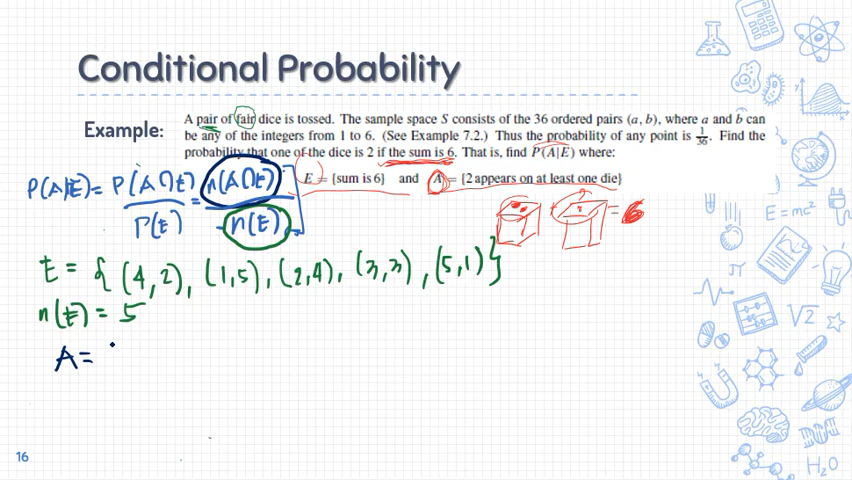 Conditional Probability
Example:
A pair of fair dice is tossed. The sample space S consists of the 36 ordered pairs (a, b), where a and b can
be any of the integers from 1 to 6. (See Example 7.2.) Thus the probability of any point is 1/36. Find the
probability that one of the dice is 2 if the sum is 6. That is, find P(A|E) where:
E = {sum is 6} and A = {2 appears on at least one die}
P(A|E) = P(A∩E)/P(E) = n(A∩E)/n(E)
= 6
E = { (4,2), (1,5), (2,4), (3,3), (5,1) }
n(E) = 5
A =
E = mc²
π
√2
H₂O
16